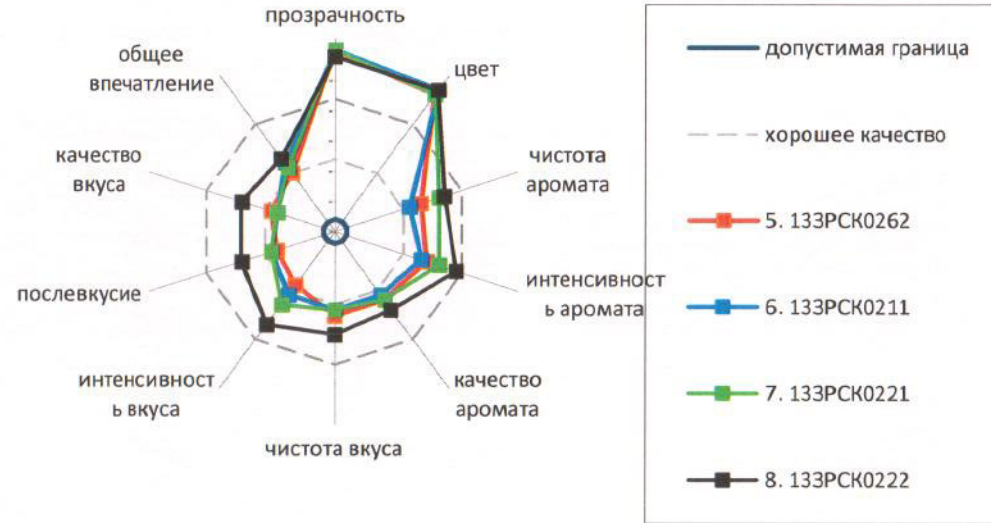 прозрачность
общее
впечатление
цвет
качество
вкуса
чистота
аромата
послевкусие
интенсивност
ь аромата
интенсивност
ь вкуса
качество
аромата
чистота вкуса
допустимая граница
хорошее качество
5. 133РСК0262
6. 133РСК0211
7. 133РСК0221
8. 133РСК0222